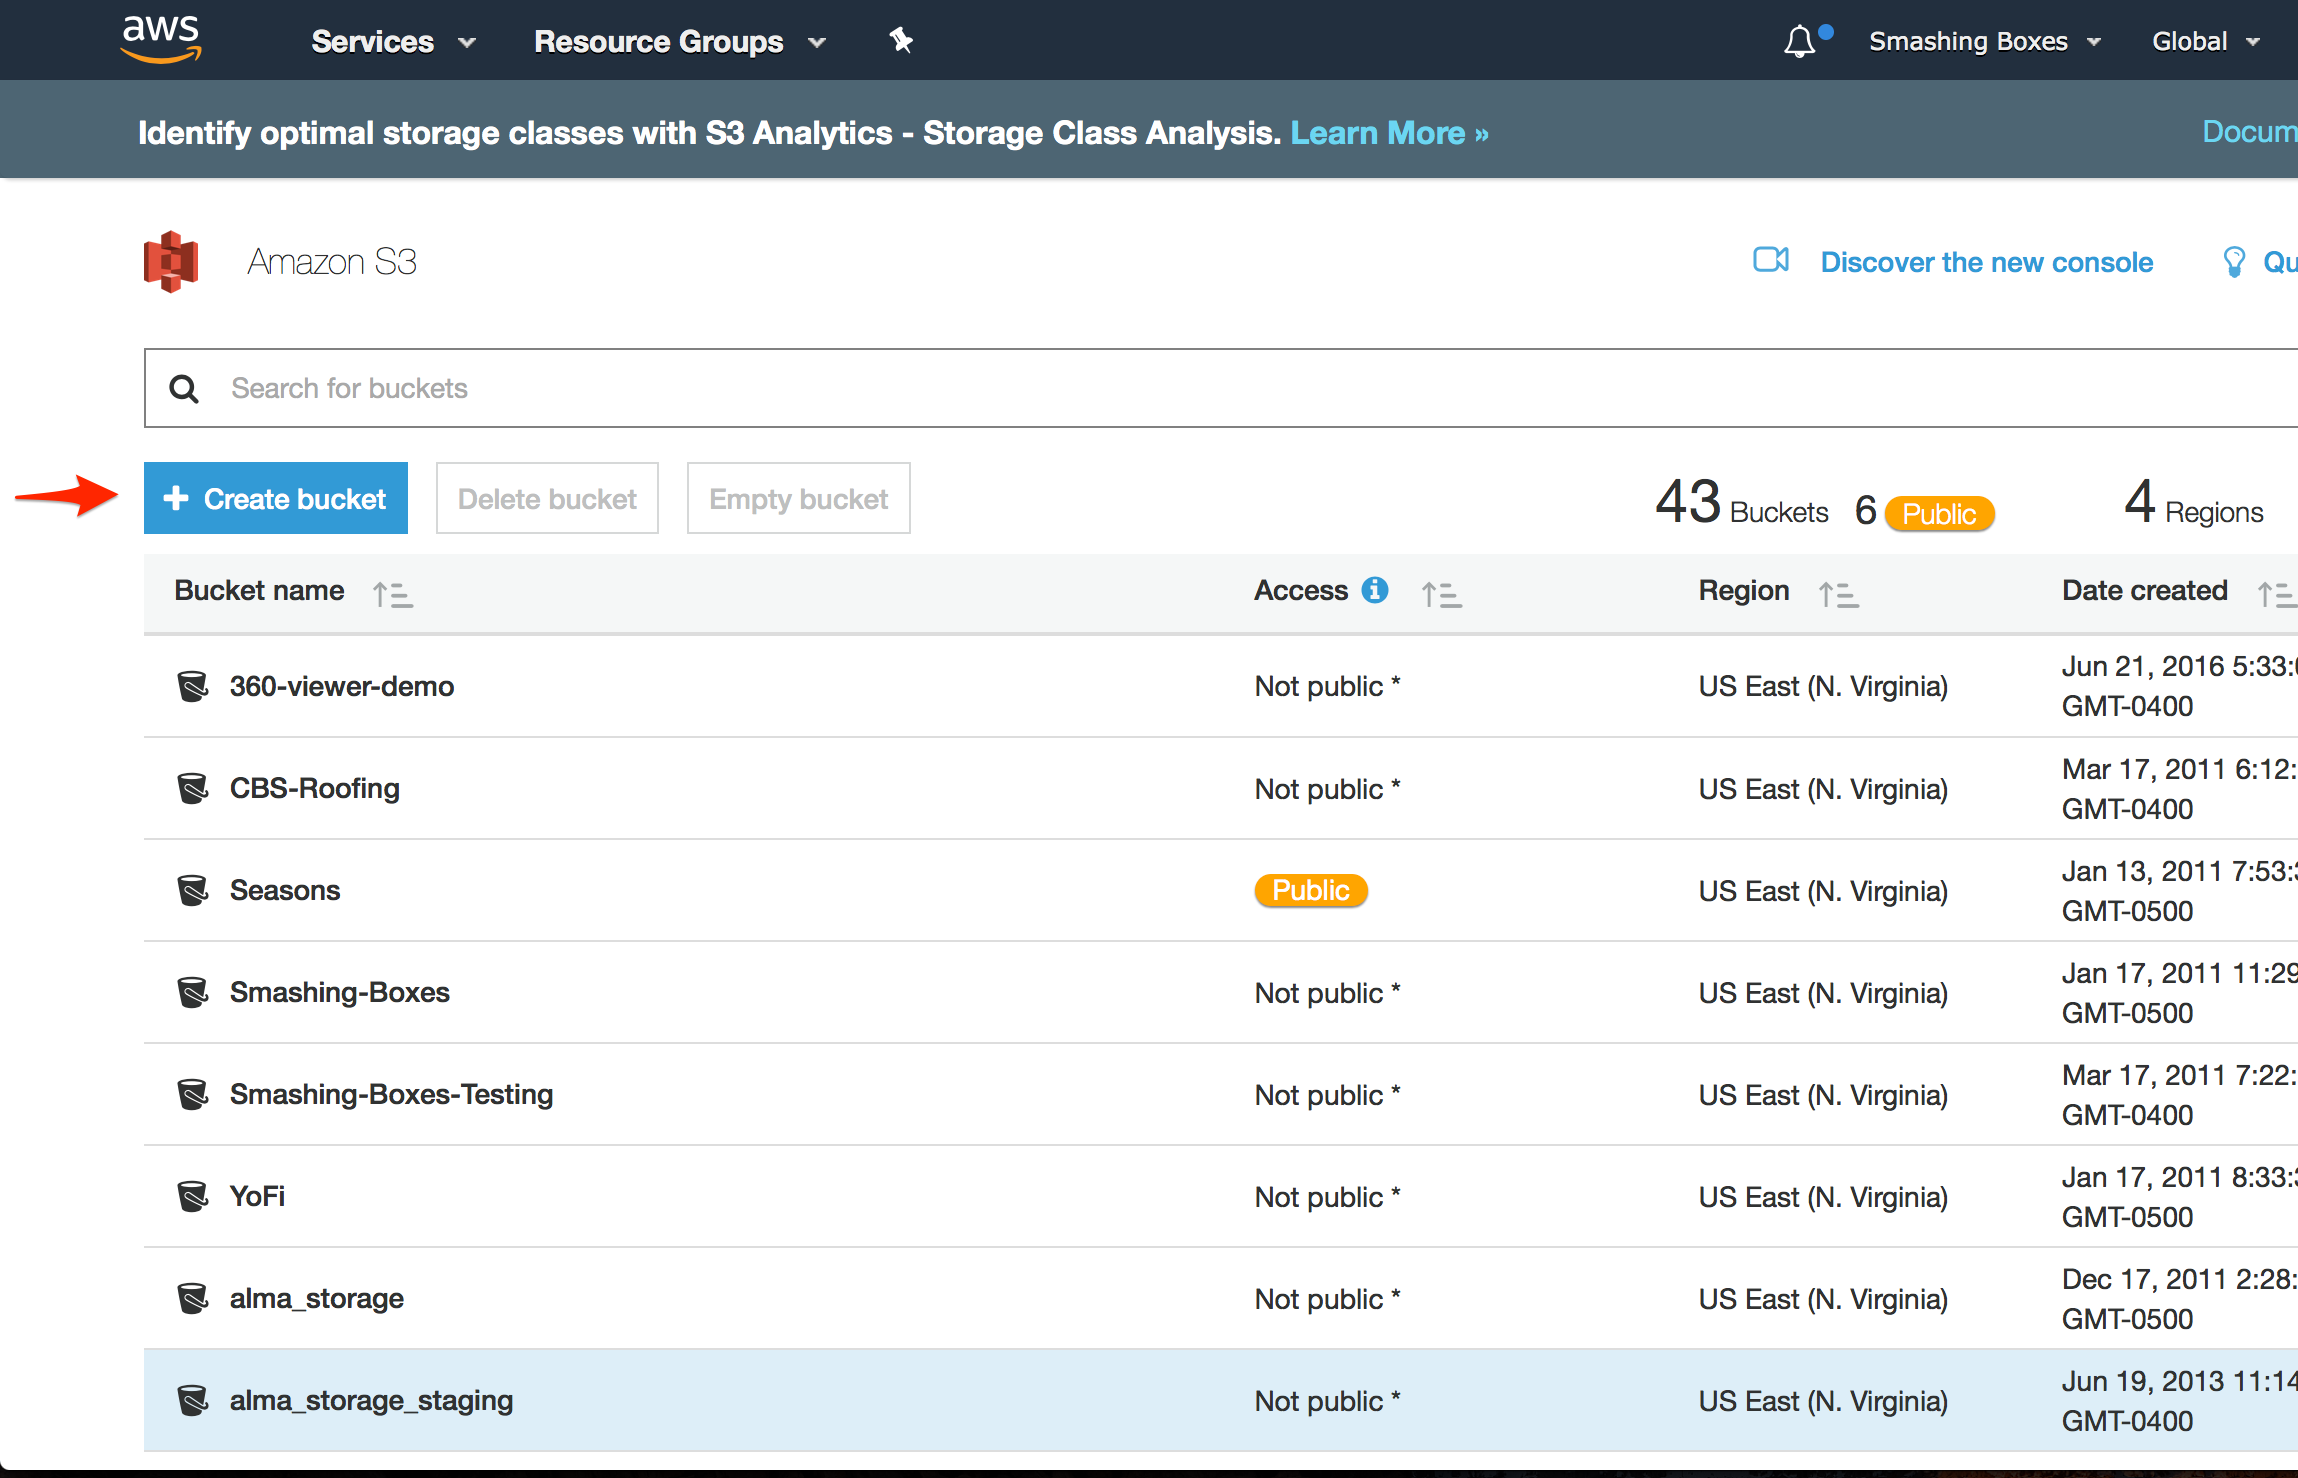 aws Services Resource Groups Smashing Boxes Global
Identify optimal storage classes with S3 Analytics - Storage Class Analysis. Learn More » Docum
Amazon S3 Discover the new console Qu
Search for buckets
+ Create bucket Delete bucket Empty bucket 43 Buckets 6 Public 4 Regions
Bucket name Access i Region Date created
360-viewer-demo Not public * US East (N. Virginia) Jun 21, 2016 5:33:
GMT-0400
CBS-Roofing Not public * US East (N. Virginia) Mar 17, 2011 6:12:
GMT-0400
Seasons Public US East (N. Virginia) Jan 13, 2011 7:53:
GMT-0500
Smashing-Boxes Not public * US East (N. Virginia) Jan 17, 2011 11:29
GMT-0500
Smashing-Boxes-Testing Not public * US East (N. Virginia) Mar 17, 2011 7:22:
GMT-0400
YoFi Not public * US East (N. Virginia) Jan 17, 2011 8:33:
GMT-0500
alma_storage Not public * US East (N. Virginia) Dec 17, 2011 2:28:
GMT-0500
alma_storage_staging Not public * US East (N. Virginia) Jun 19, 2013 11:14
GMT-0400